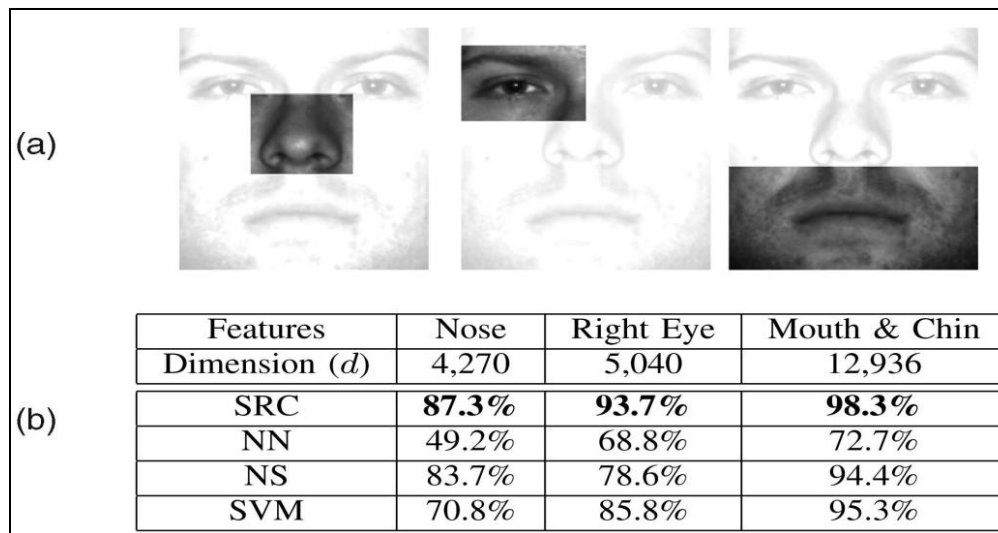 (a)
Features Nose Right Eye Mouth & Chin
Dimension (d) 4,270 5,040 12,936
(b)
SRC 87.3% 93.7% 98.3%
NN 49.2% 68.8% 72.7%
NS 83.7% 78.6% 94.4%
SVM 70.8% 85.8% 95.3%